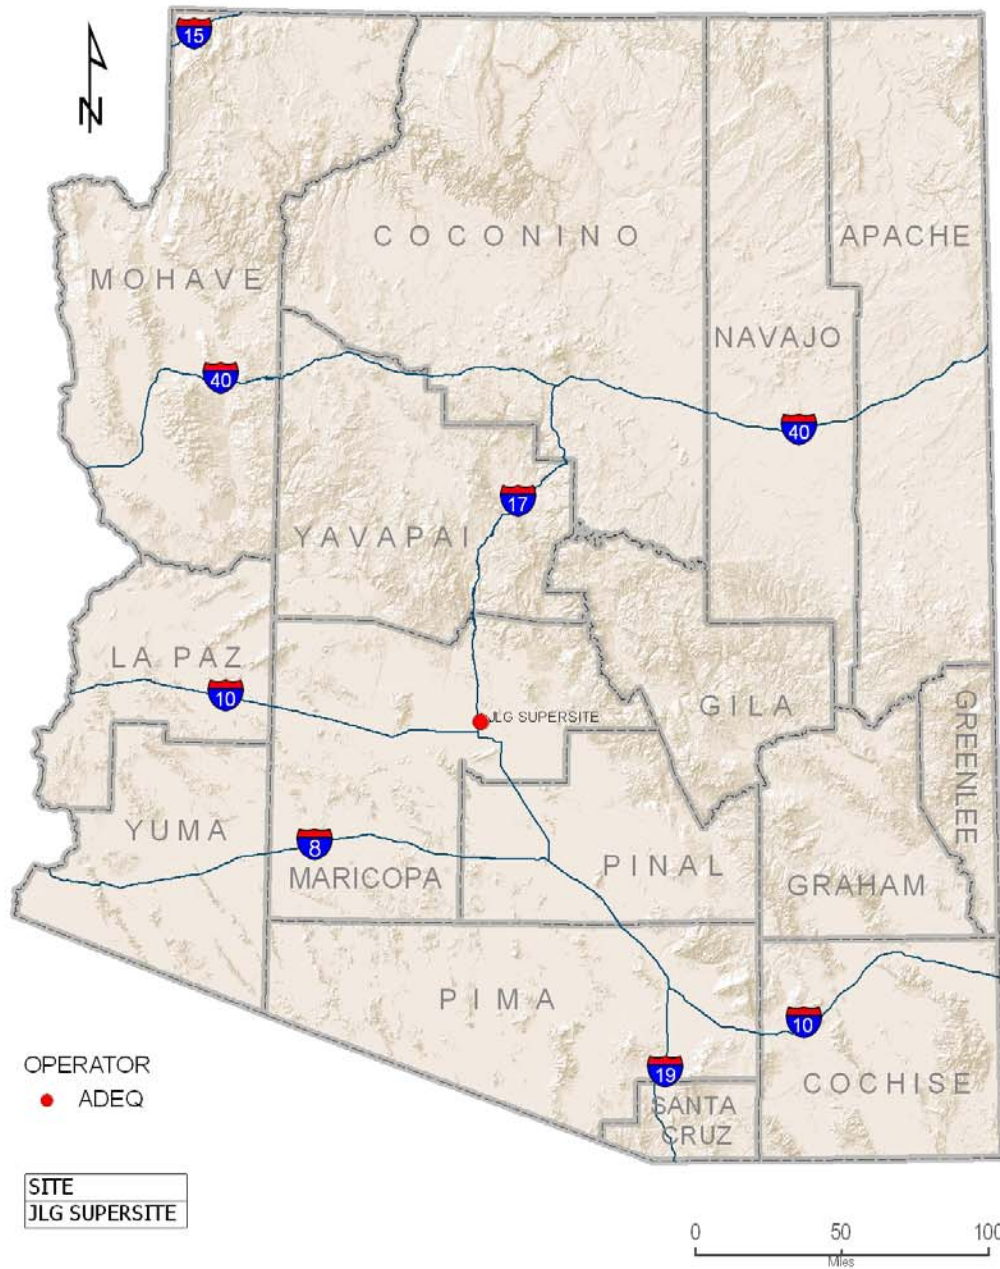 15
N
COCONINO
APACHE
MOHAVE
NAVAJO
40
40
17
YAVAPAI
LA PAZ
10
GILA
GREENLEE
JLG SUPERSITE
YUMA
8
MARICOPA
PINAL
GRAHAM
PIMA
10
OPERATOR
ADEQ
19
COCHISE
SANTA
CRUZ
SITE
JLG SUPERSITE
0 50 100
Miles